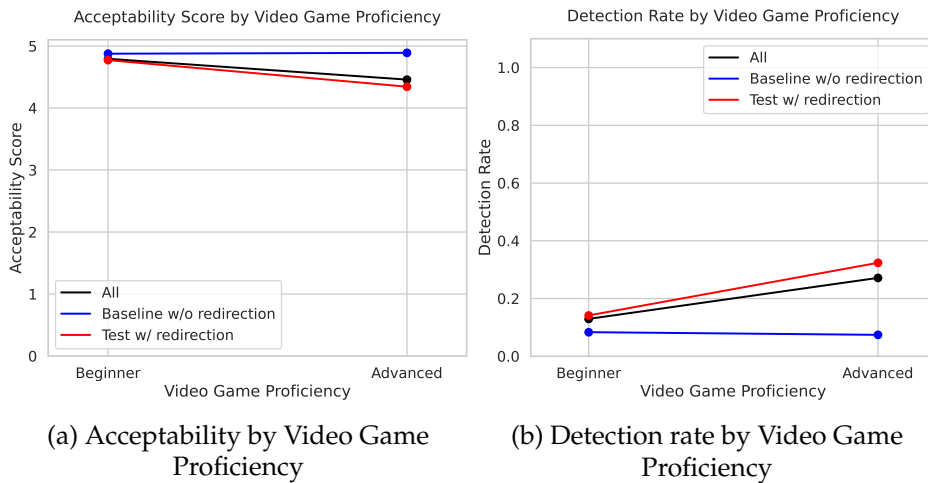 Acceptability Score by Video Game Proficiency
5
4
3
2
1
0
Acceptability Score
All
Baseline w/o redirection
Test w/ redirection
Beginner
Advanced
Video Game Proficiency
(a) Acceptability by Video Game
Proficiency
Detection Rate by Video Game Proficiency
1.0
0.8
0.6
0.4
0.2
0.0
Detection Rate
All
Baseline w/o redirection
Test w/ redirection
Beginner
Advanced
Video Game Proficiency
(b) Detection rate by Video Game
Proficiency